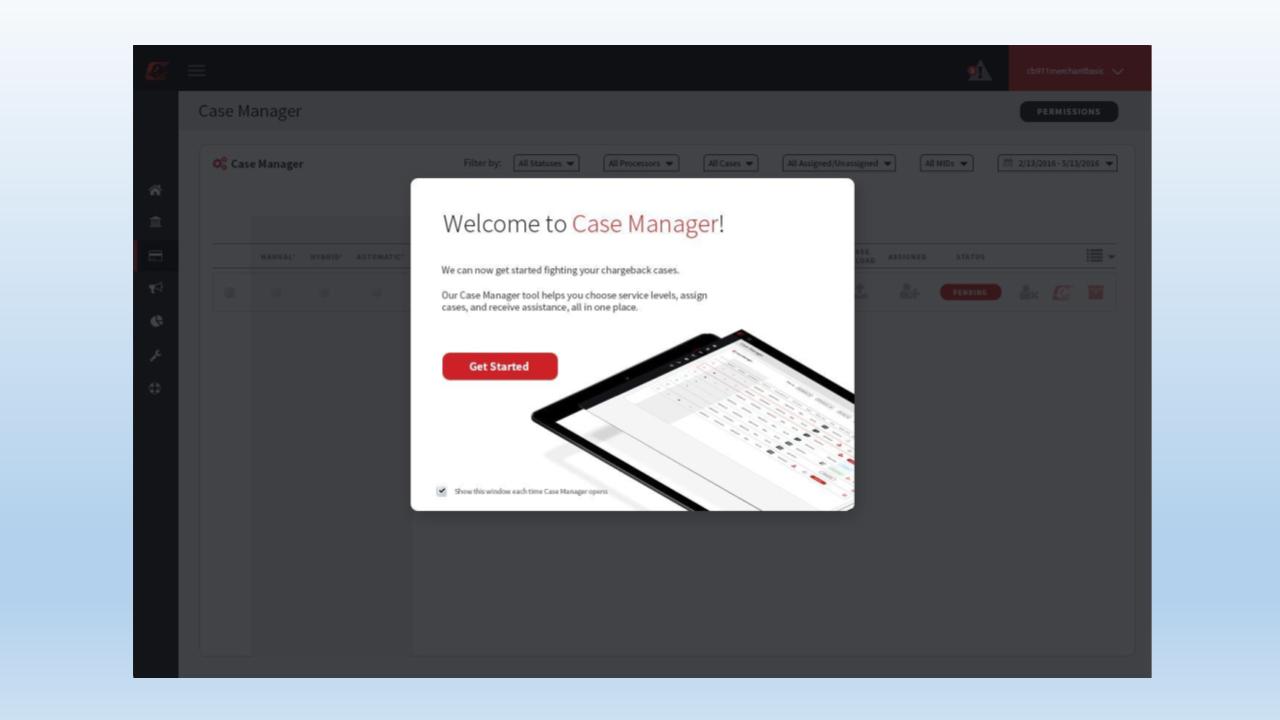 cb911merchantbasic
Case Manager
PERMISSIONS
Case Manager
Filter by:
All Statuses
All Processors
All Cases
All Assigned/Unassigned
All MIDs
2/13/2016 - 5/13/2016
MANUAL*
HYBRID*
AUTOMATIC*
ASSIGNED
STATUS
PENDING
Welcome to Case Manager!
We can now get started fighting your chargeback cases.
Our Case Manager tool helps you choose service levels, assign
cases, and receive assistance, all in one place.
Get Started
Show this window each time Case Manager opens